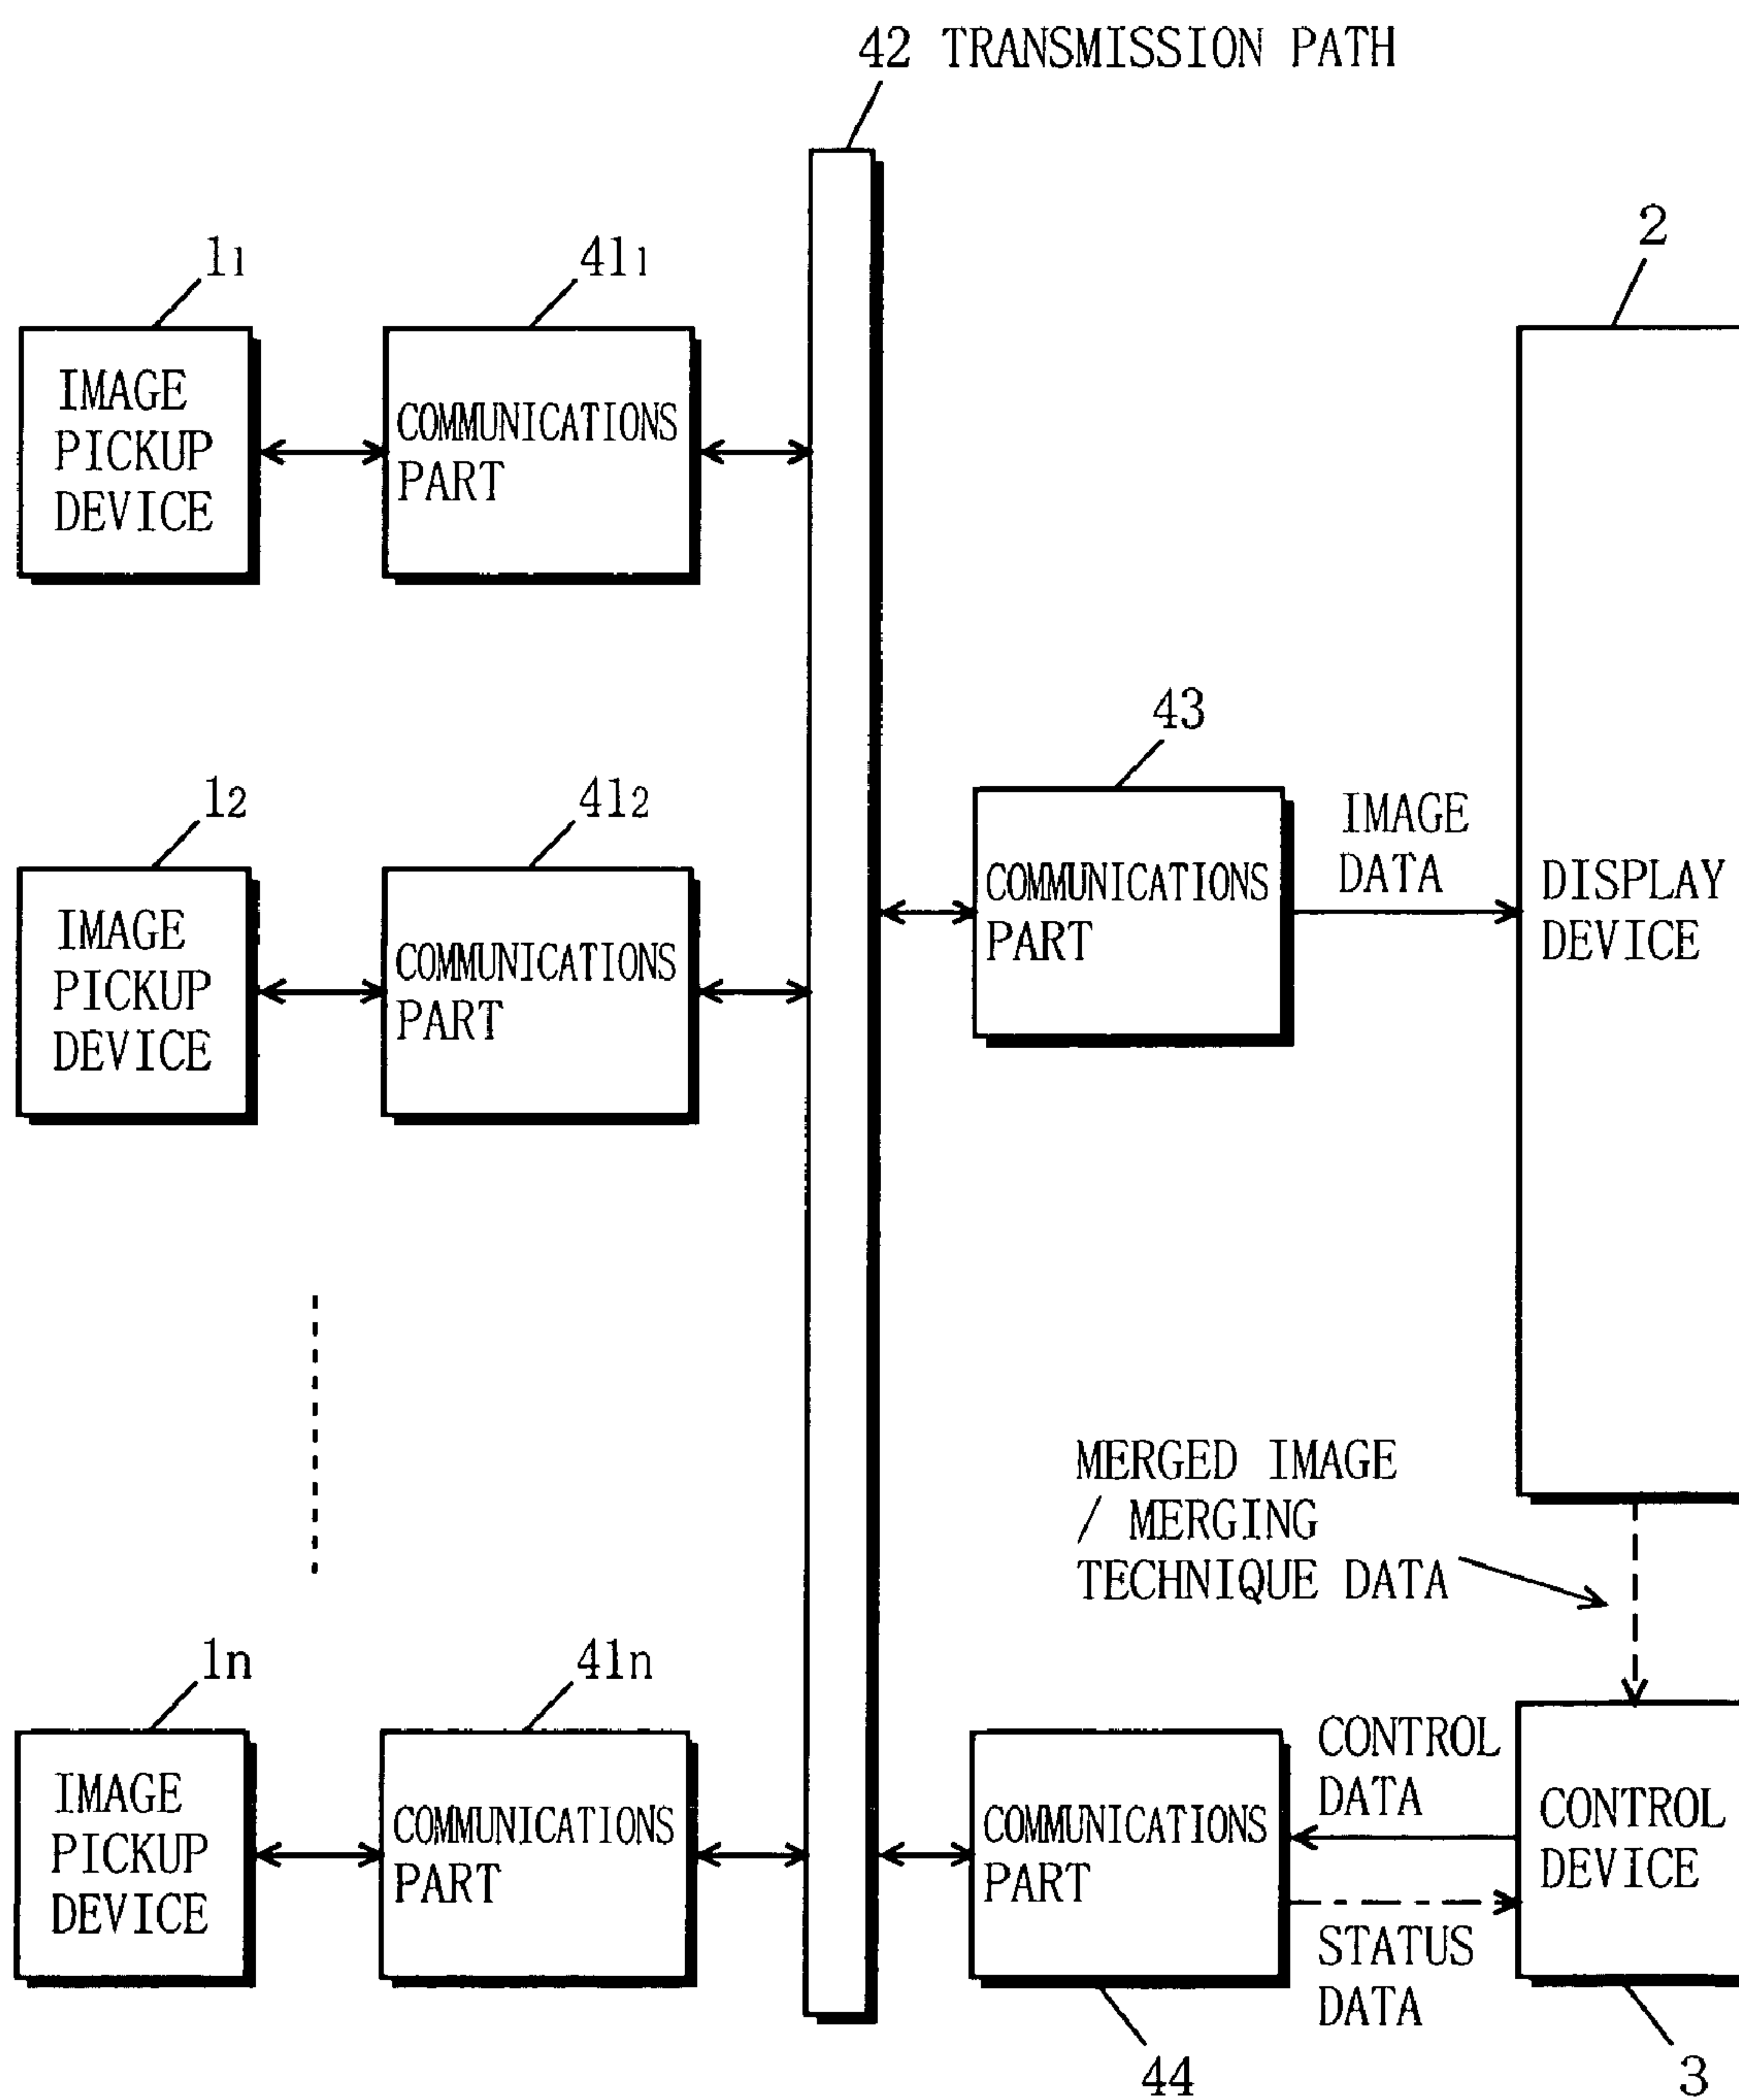 42 TRANSMISSION PATH
2
1₁
41₁
IMAGE
PICKUP
DEVICE
COMMUNICATIONS
PART
43
1₂
41₂
IMAGE
DATA
IMAGE
PICKUP
DEVICE
COMMUNICATIONS
PART
COMMUNICATIONS
PART
DISPLAY
DEVICE
MERGED IMAGE
/ MERGING
TECHNIQUE DATA
1n
41n
IMAGE
PICKUP
DEVICE
COMMUNICATIONS
PART
COMMUNICATIONS
PART
CONTROL
DATA
CONTROL
DEVICE
STATUS
DATA
44
3